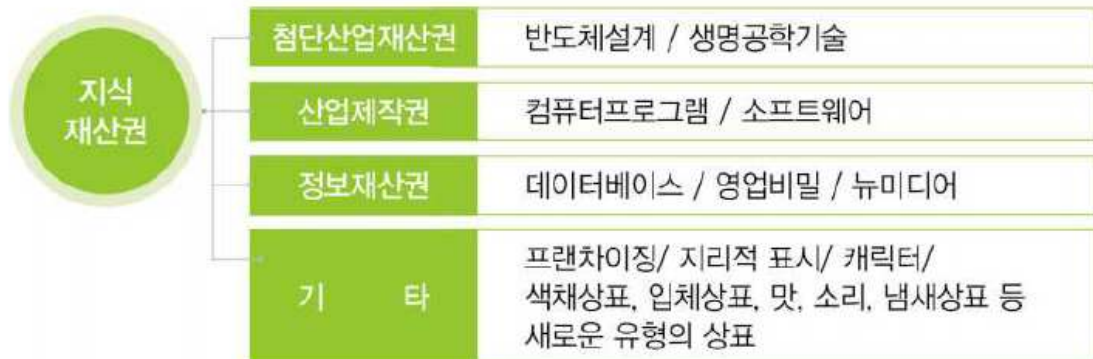 지식
재산권
첨단산업재산권
반도체설계 / 생명공학기술
산업제작권
컴퓨터프로그램 / 소프트웨어
정보재산권
데이터베이스 / 영업비밀 / 뉴미디어
기 타
프랜차이징/ 지리적 표시/ 캐릭터/
색채상표, 입체상표, 맛, 소리, 냄새상표 등
새로운 유형의 상표